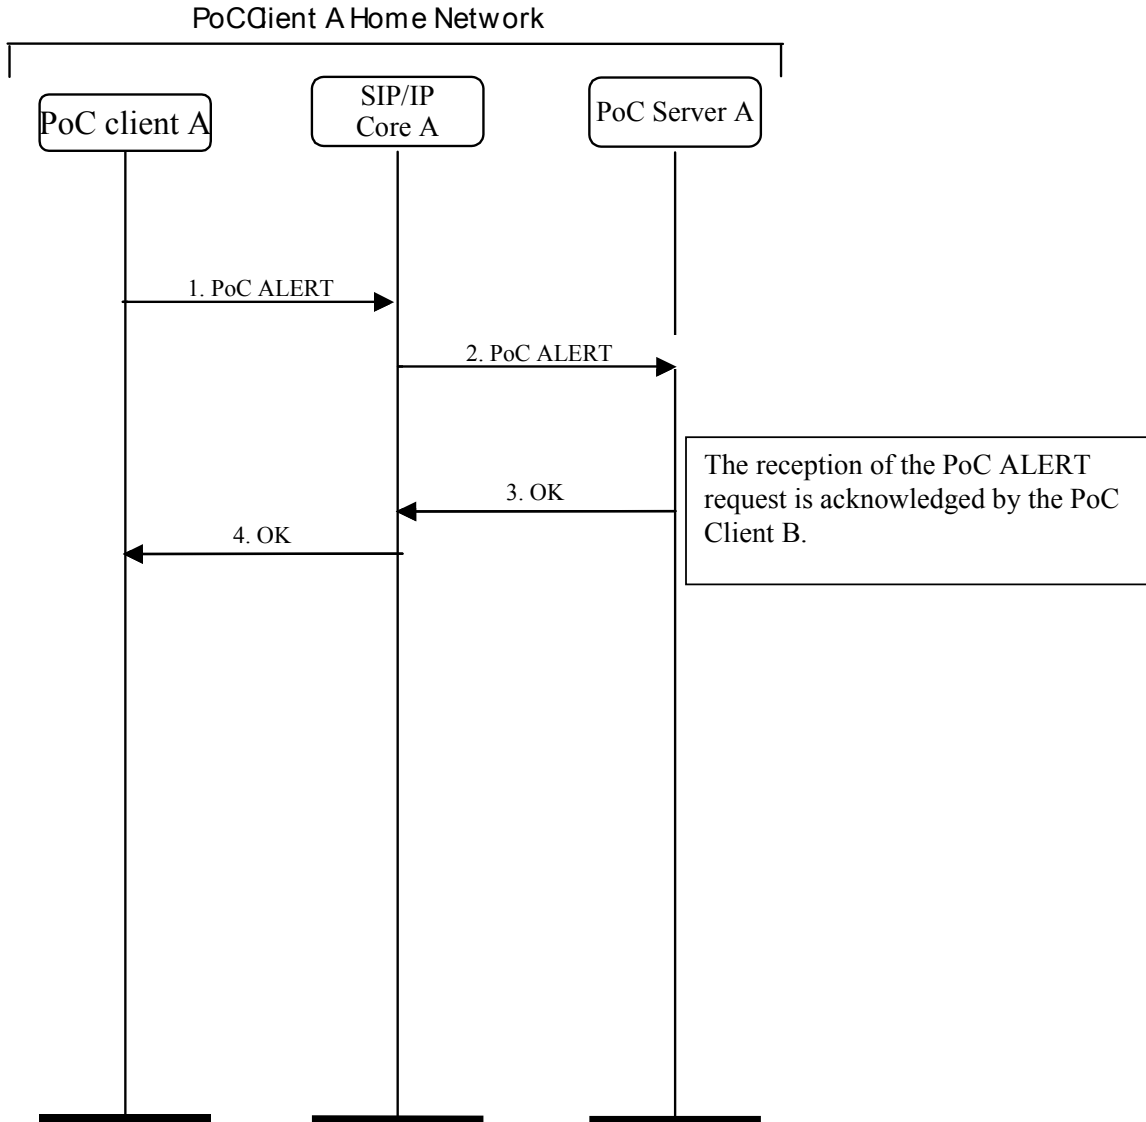 PoCClient A Home Network
PoC client A
SIP/IP
Core A
PoC Server A
1. PoC ALERT
2. PoC ALERT
The reception of the PoC ALERT
request is acknowledged by the PoC
Client B.
3. OK
4. OK